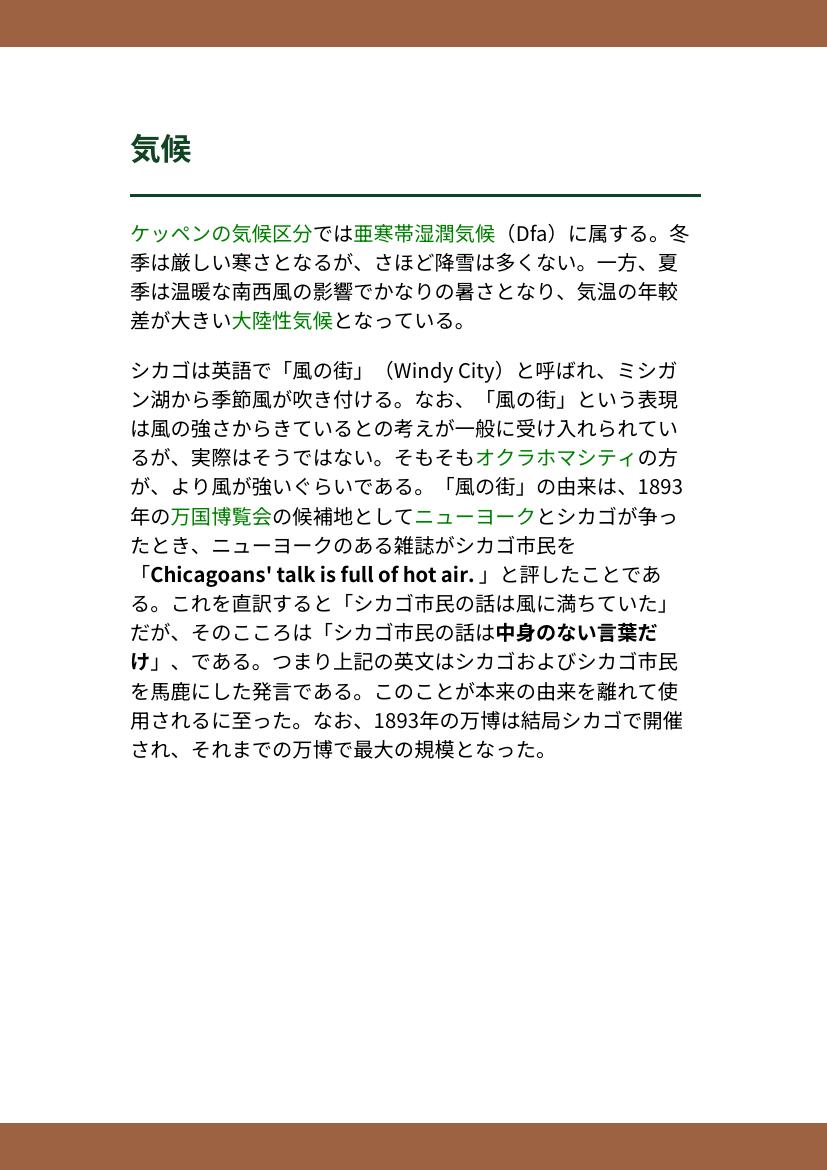 気候
ケッペンの気候区分では亜寒帯湿潤気候（Dfa）に属する。冬
季は厳しい寒さとなるが、さほど降雪は多くない。一方、夏
季は温暖な南西風の影響でかなりの暑さとなり、気温の年較
差が大きい大陸性気候となっている。
シカゴは英語で「風の街」（Windy City）と呼ばれ、ミシガ
ン湖から季節風が吹き付ける。なお、「風の街」という表現
は風の強さからきているとの考えが一般に受け入れられてい
るが、実際はそうではない。そもそもオクラホマシティの方
が、より風が強いぐらいである。「風の街」の由来は、1893
年の万国博覧会の候補地としてニューヨークとシカゴが争っ
たとき、ニューヨークのある雑誌がシカゴ市民を
「Chicagoans' talk is full of hot air. 」と評したことであ
る。これを直訳すると「シカゴ市民の話は風に満ちていた」
だが、そのこころは「シカゴ市民の話は中身のない言葉だ
け」、である。つまり上記の英文はシカゴおよびシカゴ市民
を馬鹿にした発言である。このことが本来の由来を離れて使
用されるに至った。なお、1893年の万博は結局シカゴで開催
され、それまでの万博で最大の規模となった。